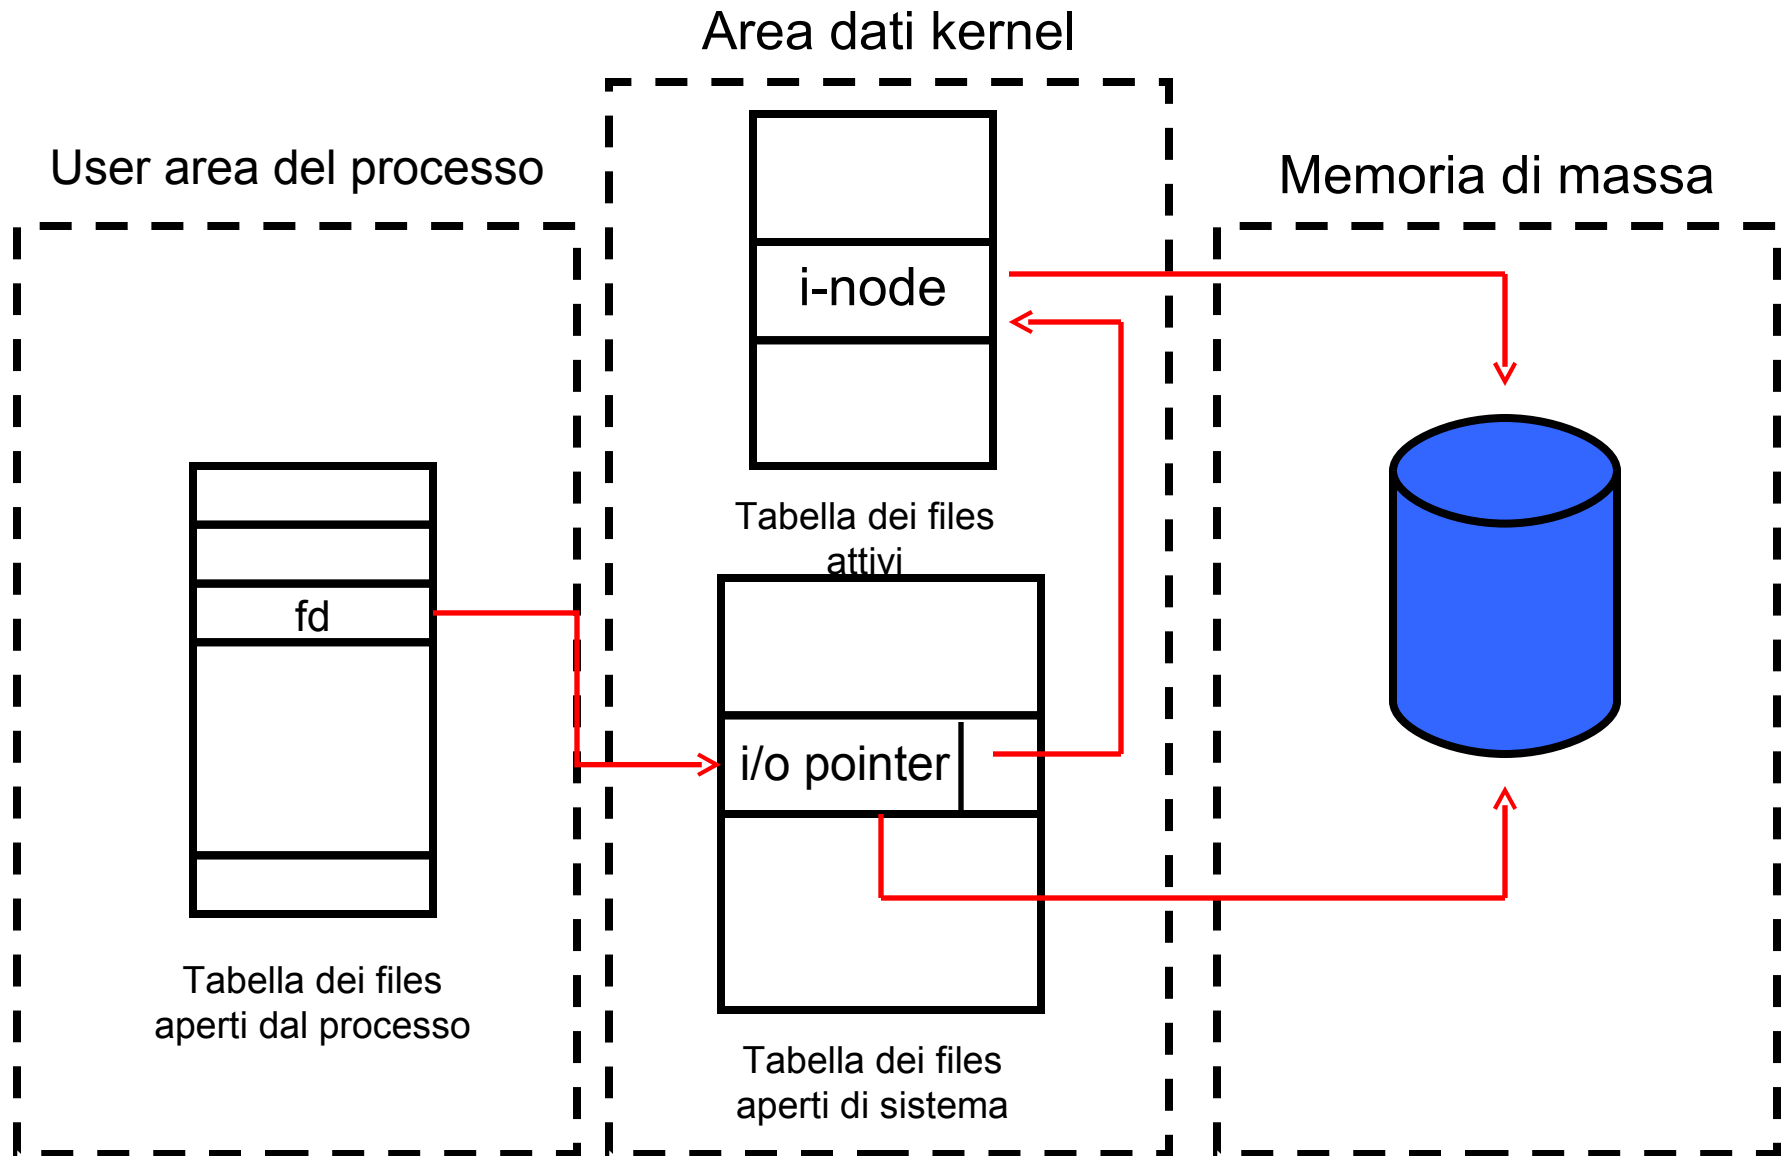 Area dati kernel
User area del processo
Memoria di massa
i-node
Tabella dei files
attivi
fd
i/o pointer
Tabella dei files
aperti dal processo
Tabella dei files
aperti di sistema